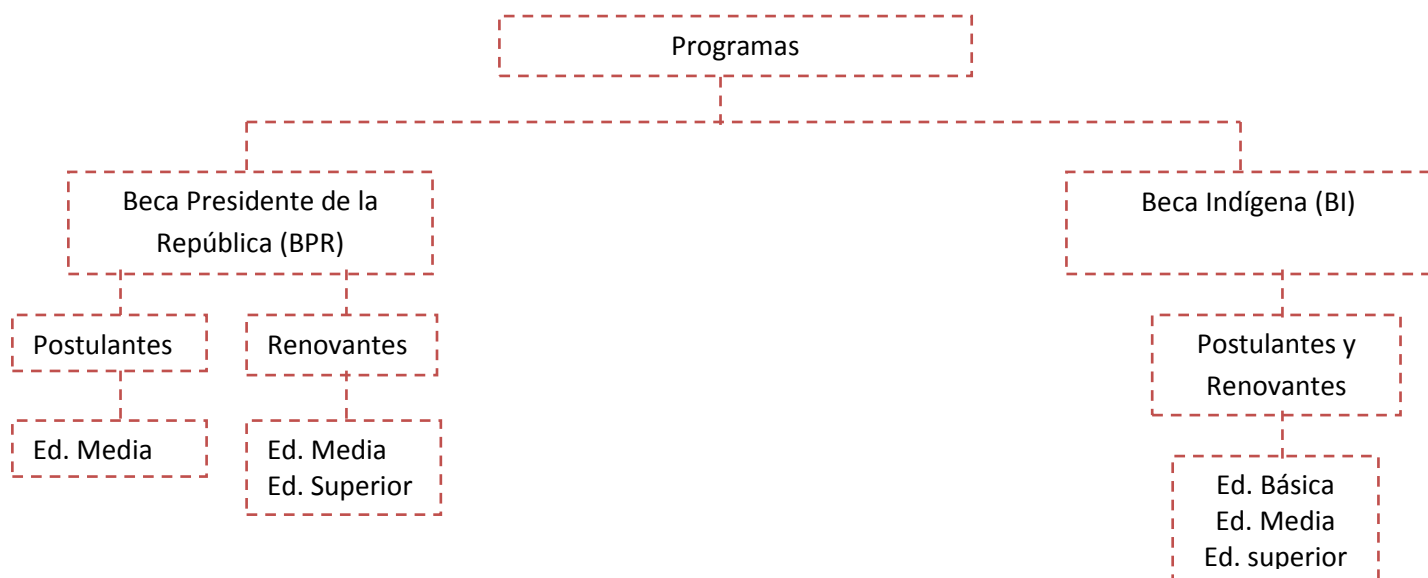 Programas
Beca Presidente de la
República (BPR)
Beca Indígena (BI)
Postulantes
Renovantes
Postulantes y
Renovantes
Ed. Media
Ed. Media
Ed. Superior
Ed. Básica
Ed. Media
Ed. superior